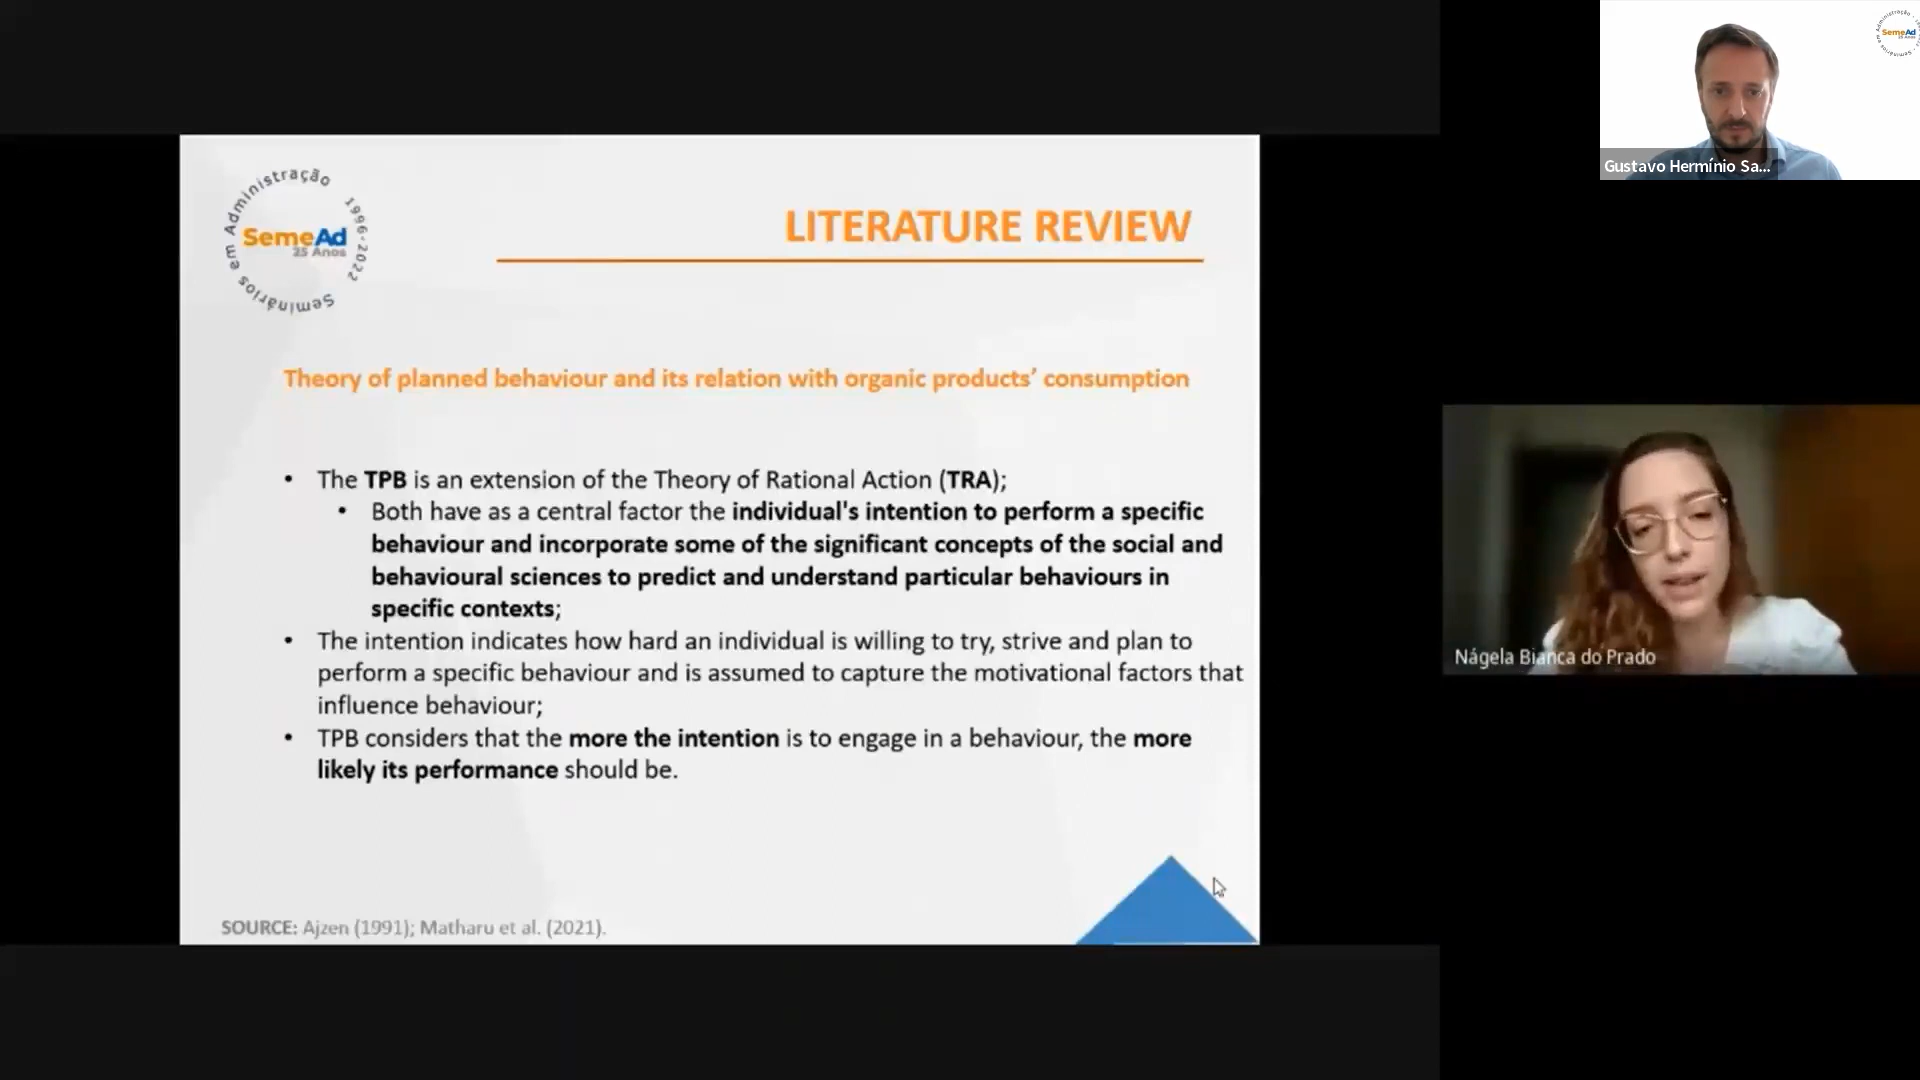 Seminários em Administração 1996-2022
SemeAd
25 Anos
LITERATURE REVIEW
Theory of planned behaviour and its relation with organic products' consumption
• The TPB is an extension of the Theory of Rational Action (TRA);
• Both have as a central factor the individual's intention to perform a specific
behaviour and incorporate some of the significant concepts of the social and
behavioural sciences to predict and understand particular behaviours in
specific contexts;
• The intention indicates how hard an individual is willing to try, strive and plan to
perform a specific behaviour and is assumed to capture the motivational factors that
influence behaviour;
• TPB considers that the more the intention is to engage in a behaviour, the more
likely its performance should be.
SOURCE: Ajzen (1991); Matharu et al. (2021).
SemeAd
Gustavo Hermínio Sa...
Nágela Bianca do Prado